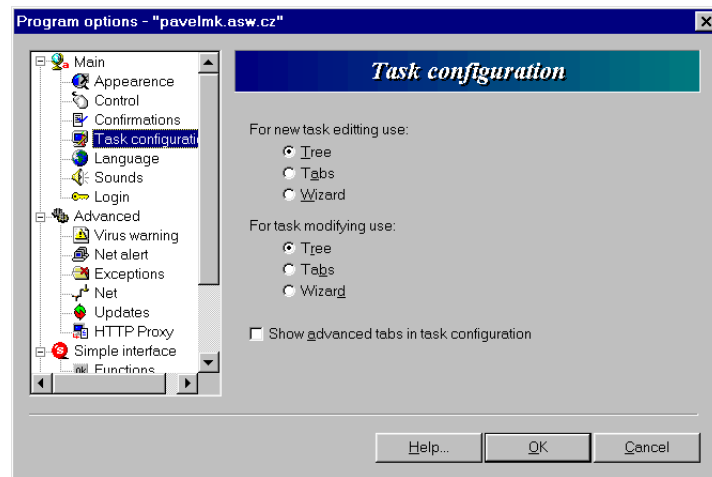 Program options - "pavelmk.asw.cz"
Main
Appearence
Control
Confirmations
Task configurati
Language
Sounds
Login
Advanced
Virus warning
Net alert
Exceptions
Net
Updates
HTTP Proxy
Simple interface
Functions
Task configuration
For new task editting use:
Tree
Tabs
Wizard
For task modifying use:
Tree
Tabs
Wizard
Show advanced tabs in task configuration
Help...
OK
Cancel